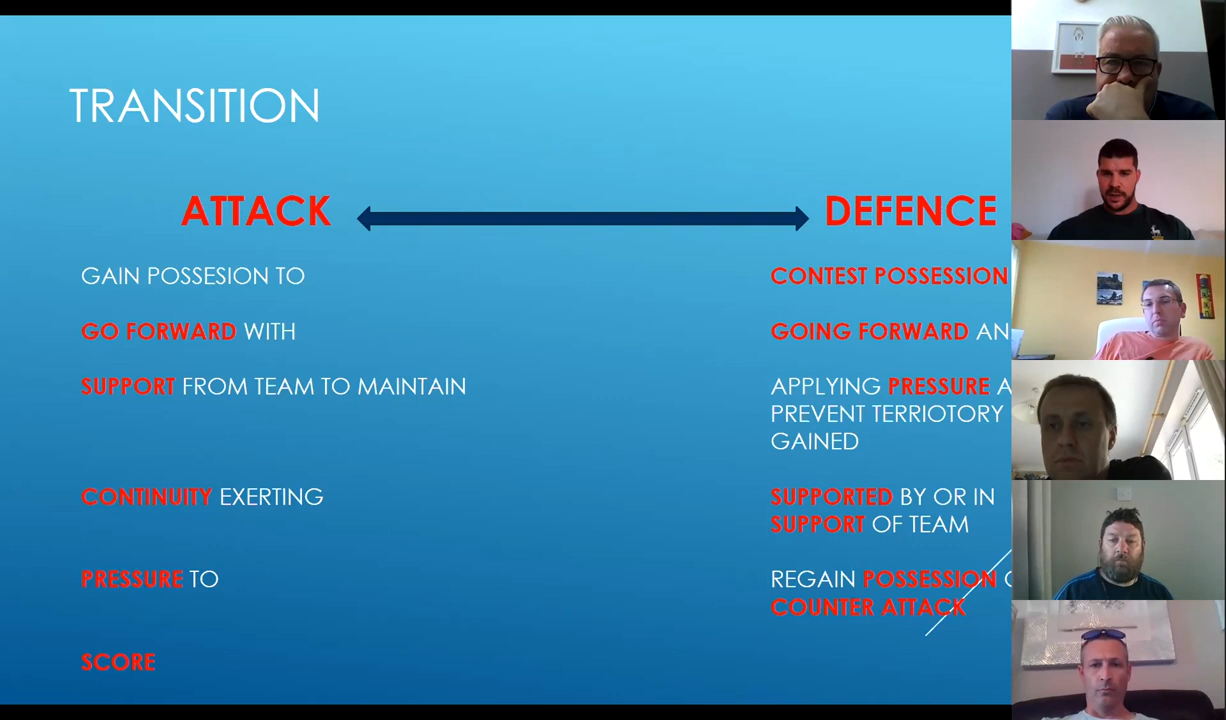 TRANSITION
ATTACK
DEFENCE
GAIN POSSESION TO
CONTEST POSSESSION
GO FORWARD WITH
GOING FORWARD AN
SUPPORT FROM TEAM TO MAINTAIN
APPLYING PRESSURE A
PREVENT TERRIOTORY
GAINED
CONTINUITY EXERTING
SUPPORTED BY OR IN
SUPPORT OF TEAM
PRESSURE TO
REGAIN POSSESSION
COUNTER ATTACK
SCORE